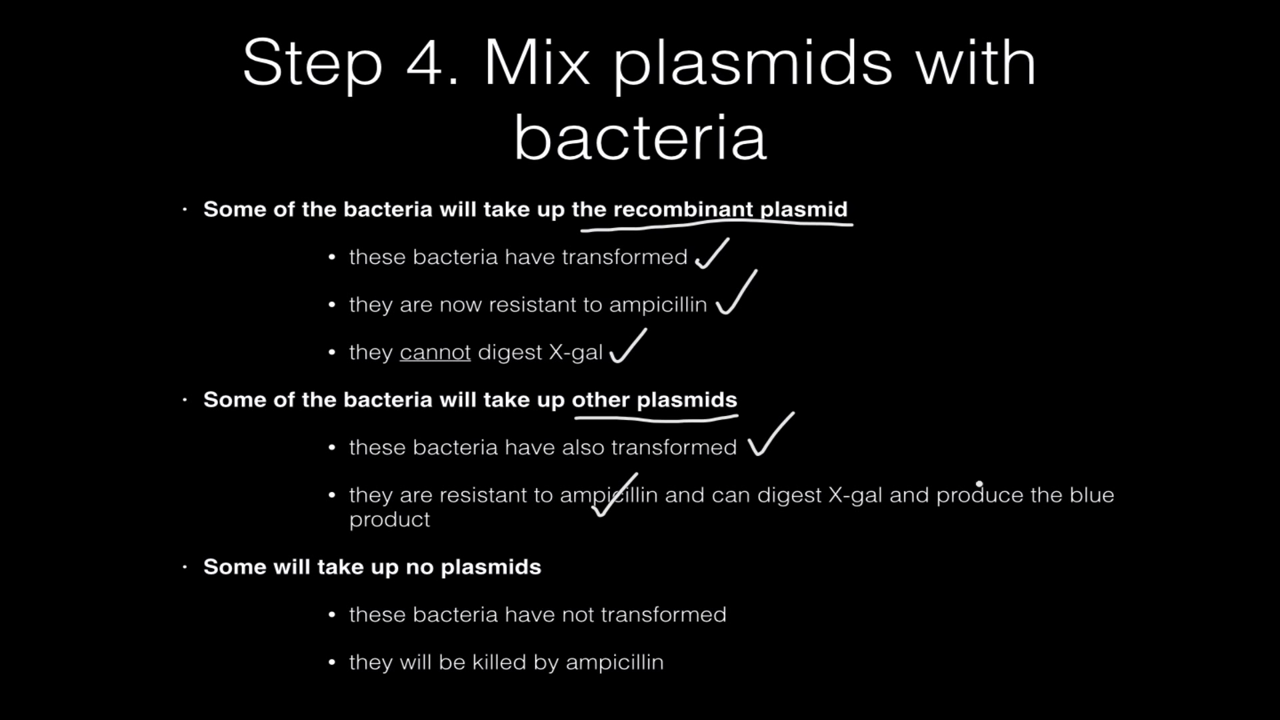 Step 4. Mix plasmids with
bacteria
· Some of the bacteria will take up the recombinant plasmid
• these bacteria have transformed
• they are now resistant to ampicillin
• they cannot digest X-gal
· Some of the bacteria will take up other plasmids
• these bacteria have also transformed
• they are resistant to ampicillin and can digest X-gal and produce the blue
product
· Some will take up no plasmids
• these bacteria have not transformed
• they will be killed by ampicillin